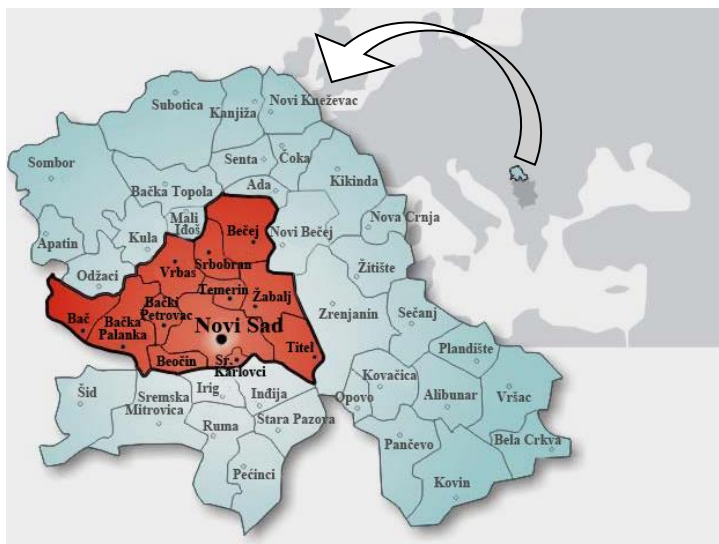 Subotica
Kanjiža
Novi Kneževac
Sombor
Senta
Čoka
Kikinda
Bačka Topola
Ada
Mali
Iđoš
Bečej
Novi Bečej
Nova Crnja
Apatin
Kula
Vrbas
Srbobran
Žitište
Odžaci
Temerin
Žabalj
Bački
Petrovac
Zrenjanin
Sečanj
Bač
Bačka
Palanka
Novi Sad
Titel
Plandište
Beočin
Sr.
Karlovci
Kovačica
Šid
Sremska
Mitrovica
Irig
Inđija
Opovo
Alibunar
Vršac
Ruma
Stara Pazova
Pančevo
Bela Crkva
Pećinci
Kovin